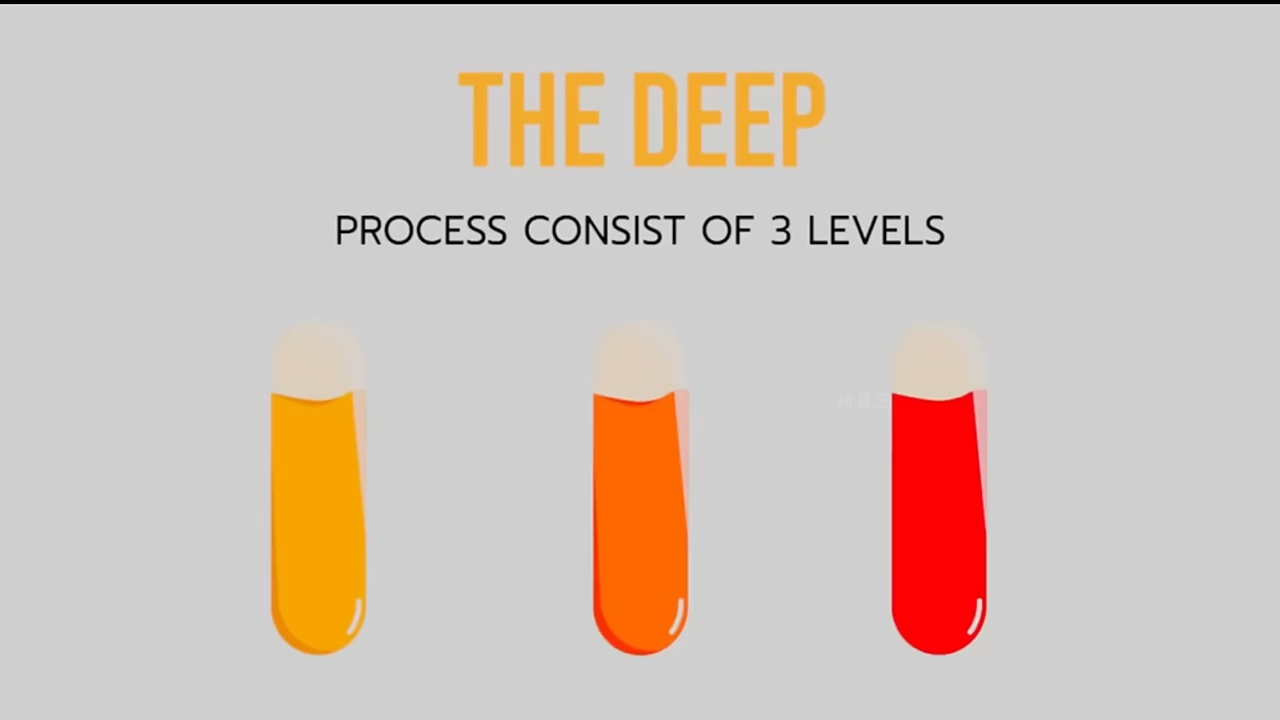 THE DEEP
PROCESS CONSIST OF 3 LEVELS